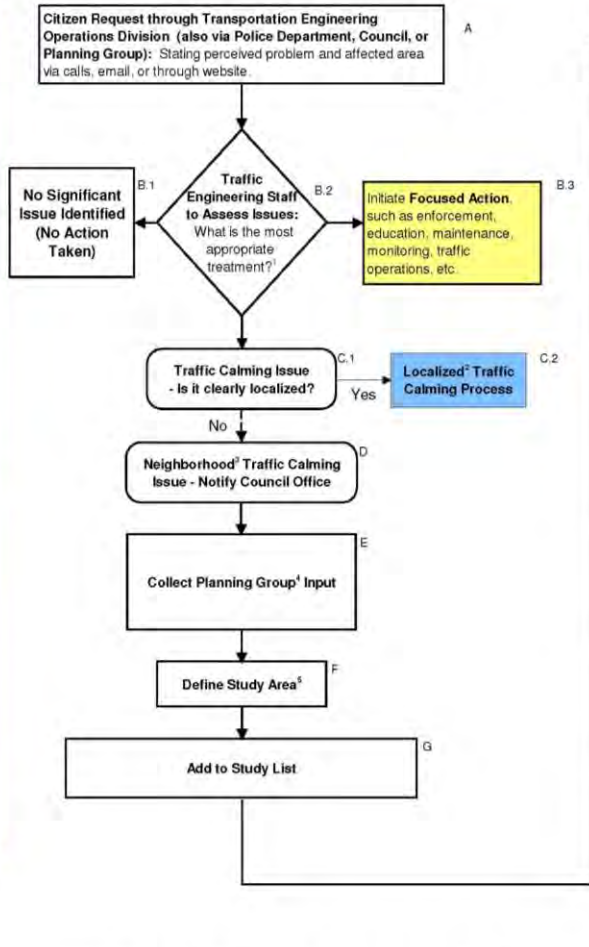 Citizen Request through Transportation Engineering
Operations Division (also via Police Department, Council, or
Planning Group): Stating perceived problem and affected area
via calls, email, or through website.
A
No Significant
Issue Identified
(No Action
Taken)
B.1
Traffic
Engineering Staff
to Assess Issues:
What is the most
appropriate
treatment?¹
B.2
Initiate Focused Action,
such as enforcement,
education, maintenance,
monitoring, traffic
operations, etc.
B.3
Traffic Calming Issue
- Is it clearly localized?
C.1
Yes
Localized² Traffic
Calming Process
C.2
No
Neighborhood³ Traffic Calming
Issue - Notify Council Office
D
Collect Planning Group⁴ Input
E
Define Study Area⁵
F
Add to Study List
G